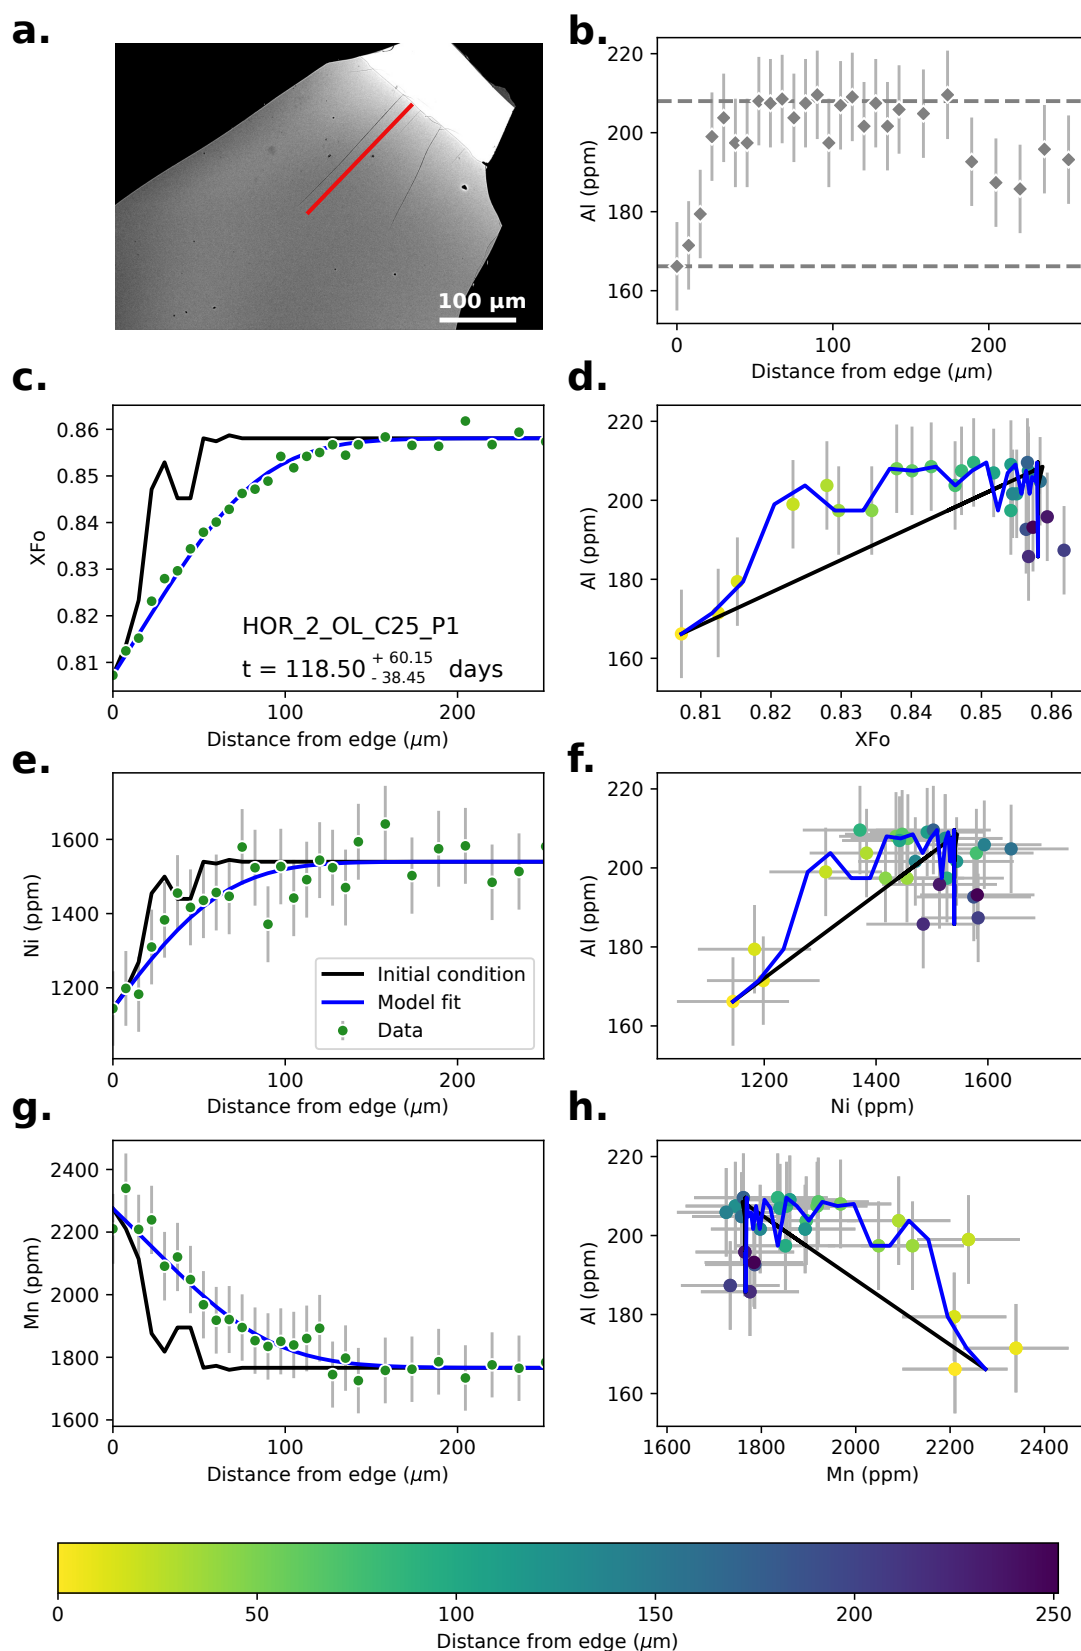 a.
100 µm
b.
220
200
180
160
Al (ppm)
0
100
200
Distance from edge (µm)
c.
0.86
0.85
0.84
0.83
0.82
0.81
XFo
HOR_2_OL_C25_P1
t = 118.50 + 60.15 - 38.45 days
0
100
200
Distance from edge (µm)
d.
220
200
180
160
Al (ppm)
0.81
0.82
0.83
0.84
0.85
0.86
XFo
e.
1600
1400
1200
Ni (ppm)
Initial condition
Model fit
Data
0
100
200
Distance from edge (µm)
f.
220
200
180
160
Al (ppm)
1200
1400
1600
Ni (ppm)
g.
2400
2200
2000
1800
1600
Mn (ppm)
0
100
200
Distance from edge (µm)
h.
220
200
180
160
Al (ppm)
1600
1800
2000
2200
2400
Mn (ppm)
0
50
100
150
200
250
Distance from edge (µm)